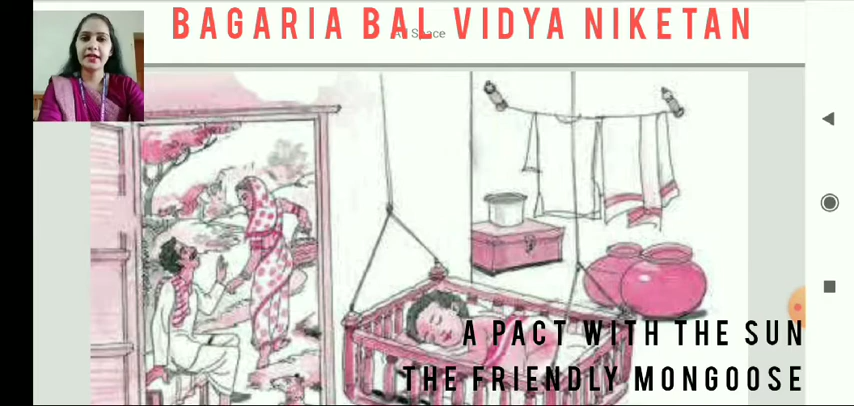 BAGARIA BAL VIDYA NIKETAN
A PACT WITH THE SUN
THE FRIENDLY MONGOOSE